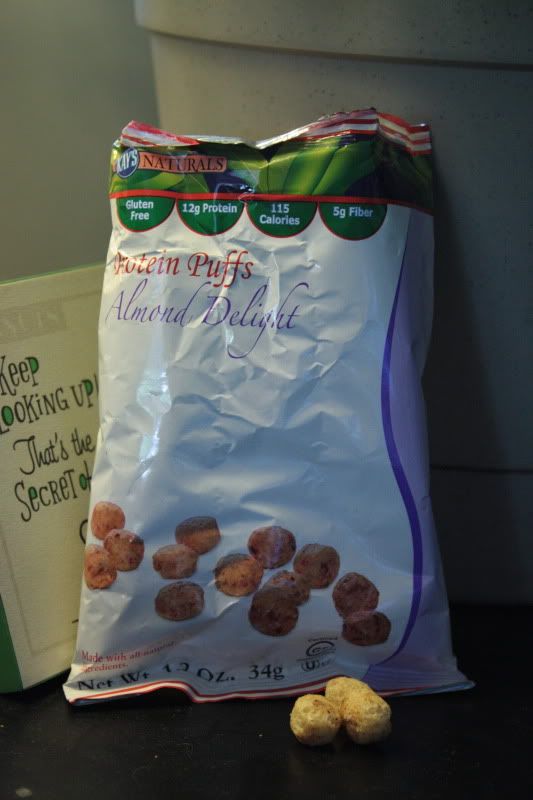 KAY'S NATURALS
Gluten Free
12g Protein
115 Calories
5g Fiber
Protein Puffs
Almond Delight
Keep
Looking up!
That's the
Secret of
Made with all natural
ingredients.
Net Wt. 1.2 OZ. 34g